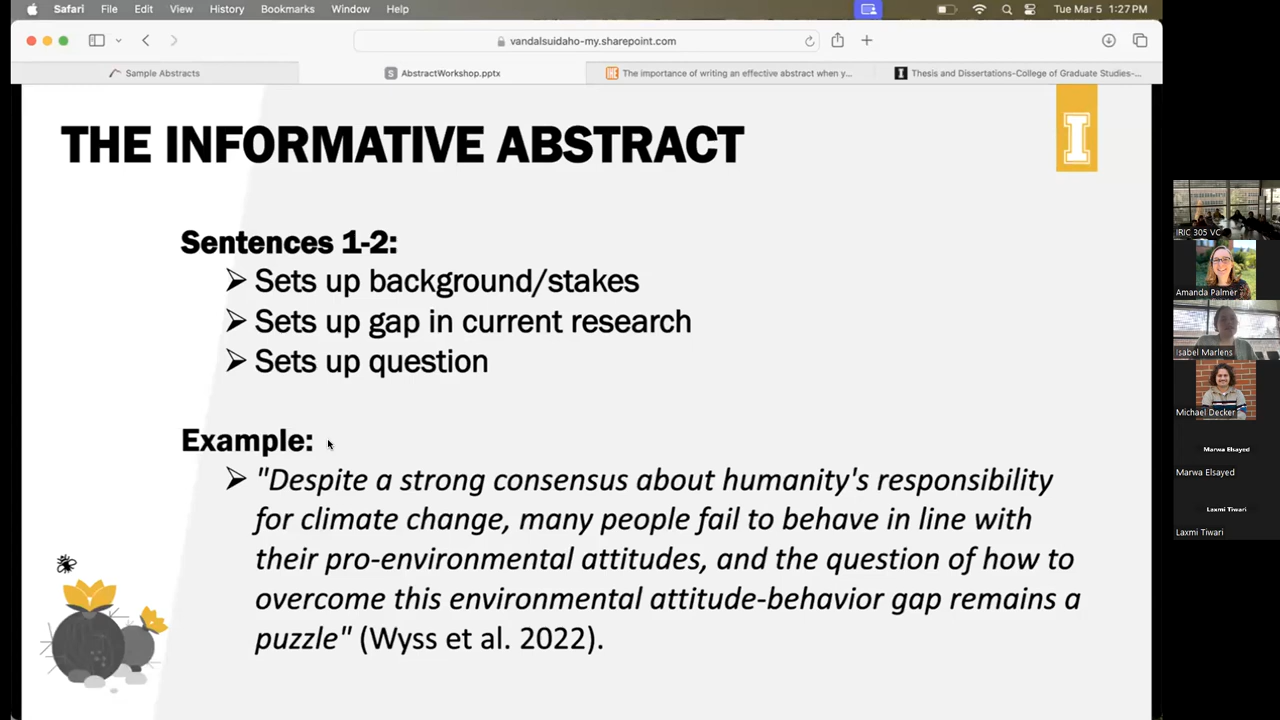 Safari File Edit View History Bookmarks Window Help Tue Mar 5 1:27PM
vandalsuidaho-my.sharepoint.com
Sample Abstracts
S AbstractWorkshop.pptx
THE The importance of writing an effective abstract when y...
I Thesis and Dissertations-College of Graduate Studies-...
THE INFORMATIVE ABSTRACT
I
Sentences 1-2:
➢ Sets up background/stakes
➢ Sets up gap in current research
➢ Sets up question
Example:
➢ "Despite a strong consensus about humanity's responsibility
for climate change, many people fail to behave in line with
their pro-environmental attitudes, and the question of how to
overcome this environmental attitude-behavior gap remains a
puzzle" (Wyss et al. 2022).
IRIC 305 VC
Amanda Palmer
Isabel Marlens
Michael Decker
Marwa Elsayed
Marwa Elsayed
Laxmi Tiwari
Laxmi Tiwari